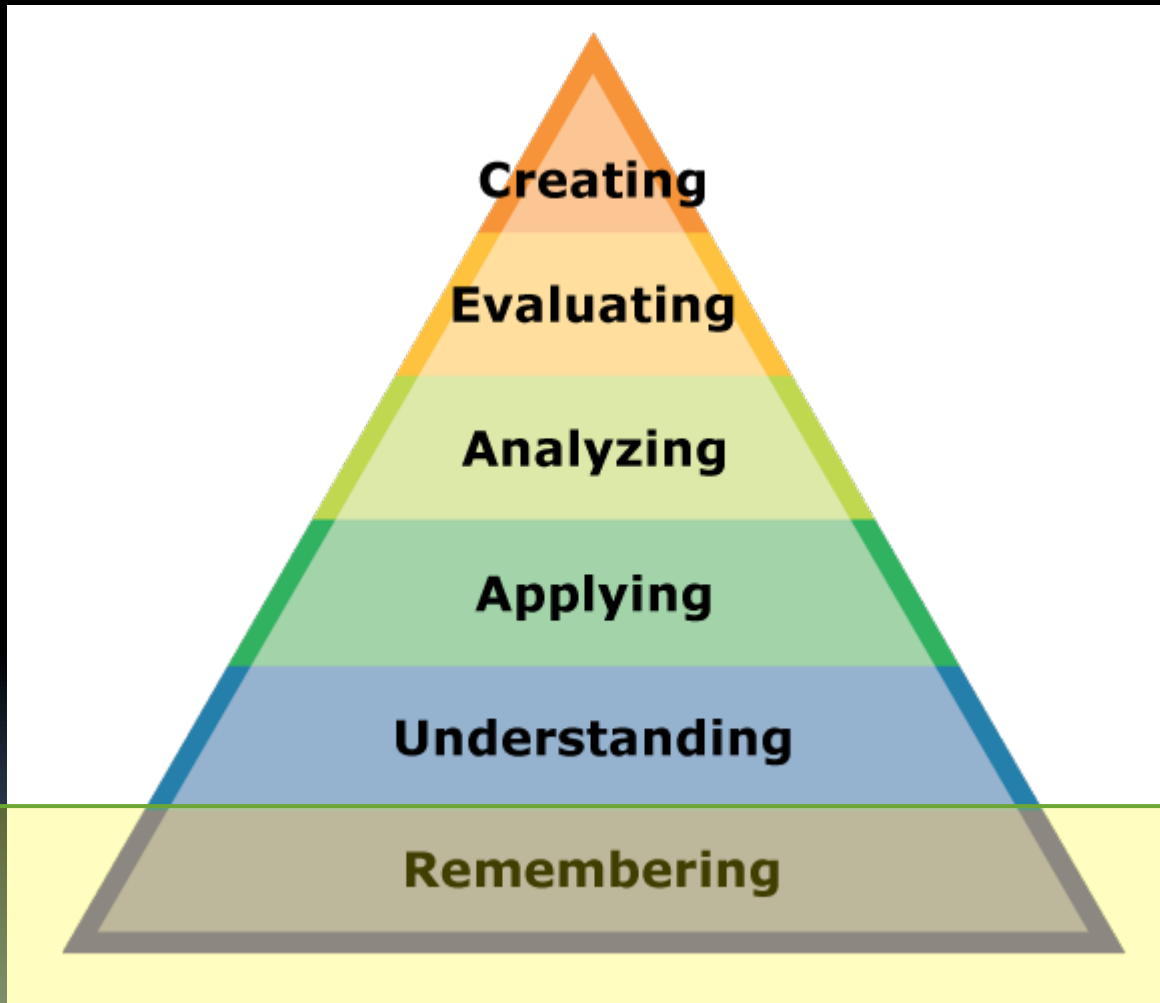 Creating
Evaluating
Analyzing
Applying
Understanding
Remembering